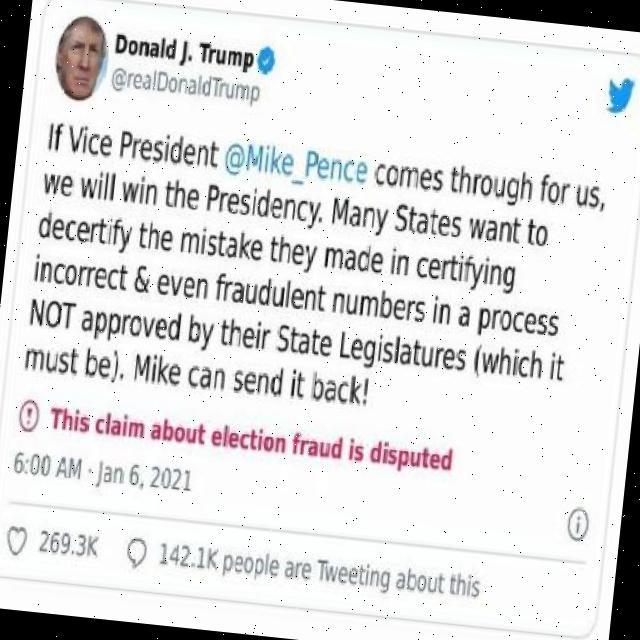 Donald J. Trump
@realDonaldTrump
If Vice President @Mike_Pence comes through for us,
we will win the Presidency. Many States want to
decertify the mistake they made in certifying
incorrect & even fraudulent numbers in a process
NOT approved by their State Legislatures (which it
must be). Mike can send it back!
This claim about election fraud is disputed
6:00 AM · Jan 6, 2021
269.3K 142.1K people are Tweeting about this